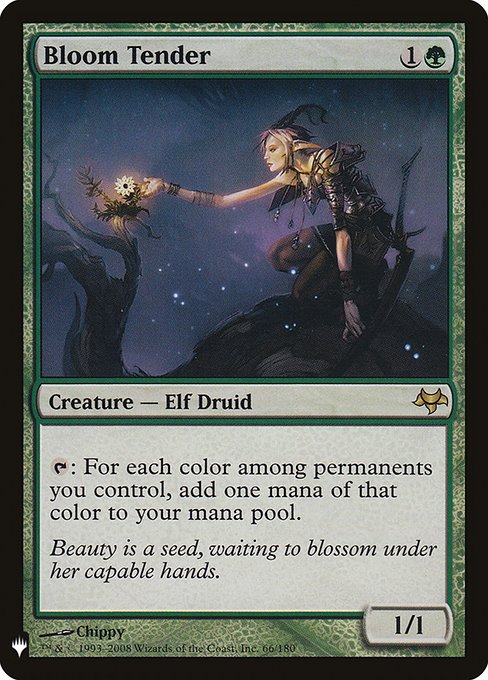 Bloom Tender 1
Creature — Elf Druid
: For each color among permanents
you control, add one mana of that
color to your mana pool.
Beauty is a seed, waiting to blossom under
her capable hands.
1/1
Chippy
™ & © 1993-2008 Wizards of the Coast, Inc. 66/180